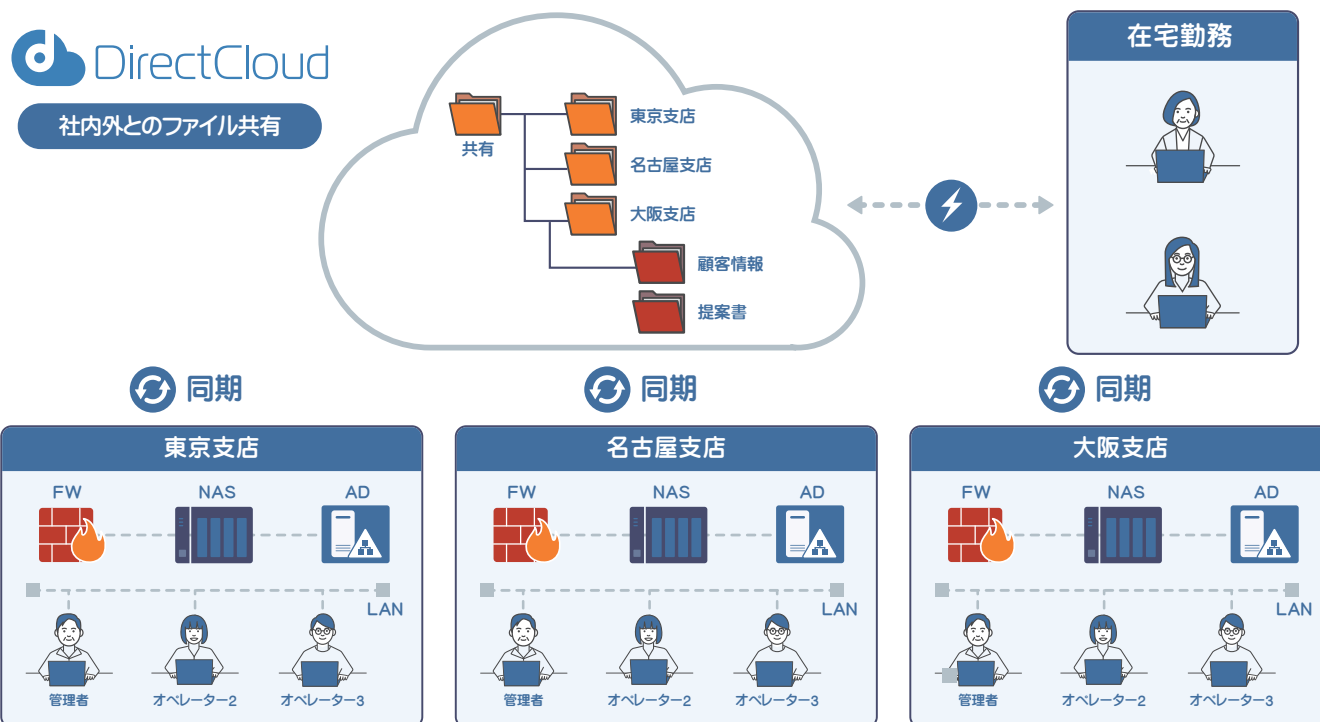 DirectCloud
社内外とのファイル共有
共有
東京支店
名古屋支店
大阪支店
顧客情報
提案書
在宅勤務
同期
同期
同期
東京支店
FW
NAS
AD
LAN
管理者
オペレーター2
オペレーター3
名古屋支店
FW
NAS
AD
LAN
管理者
オペレーター2
オペレーター3
大阪支店
FW
NAS
AD
LAN
管理者
オペレーター2
オペレーター3